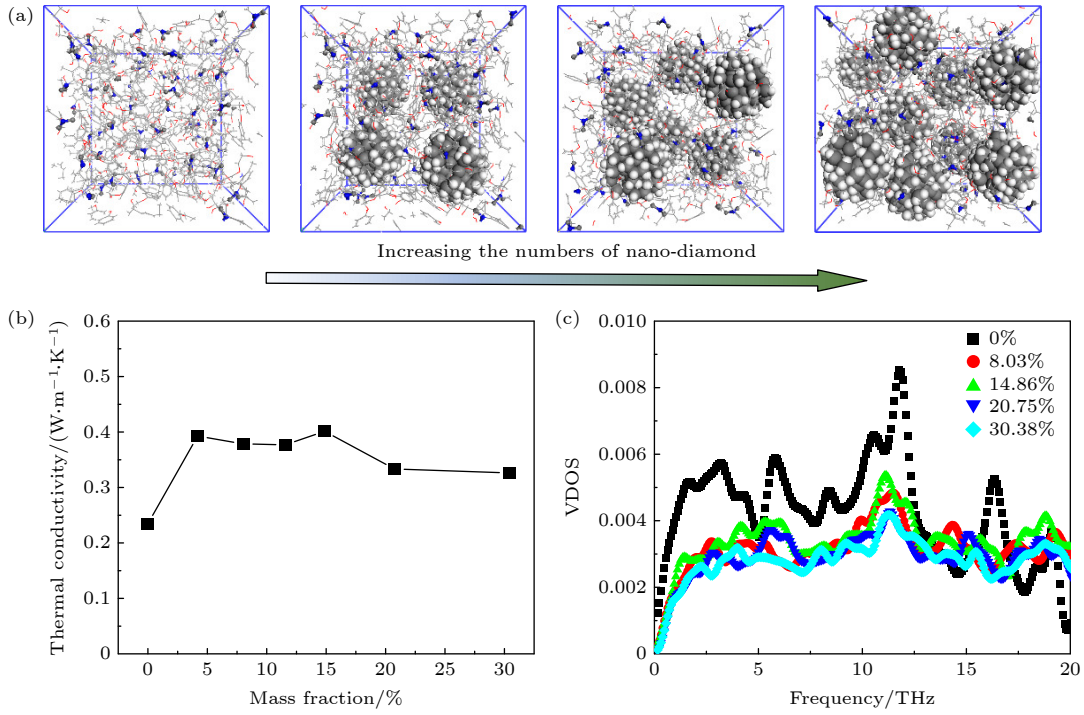 (a)
Increasing the numbers of nano-diamond
(b)
Thermal conductivity/(W·m⁻¹·K⁻¹)
0.6
0.5
0.4
0.3
0.2
0.1
0
0 5 10 15 20 25 30
Mass fraction/%
(c)
VDOS
0.010
0.008
0.006
0.004
0.002
0
0 5 10 15 20
Frequency/THz
0%
8.03%
14.86%
20.75%
30.38%